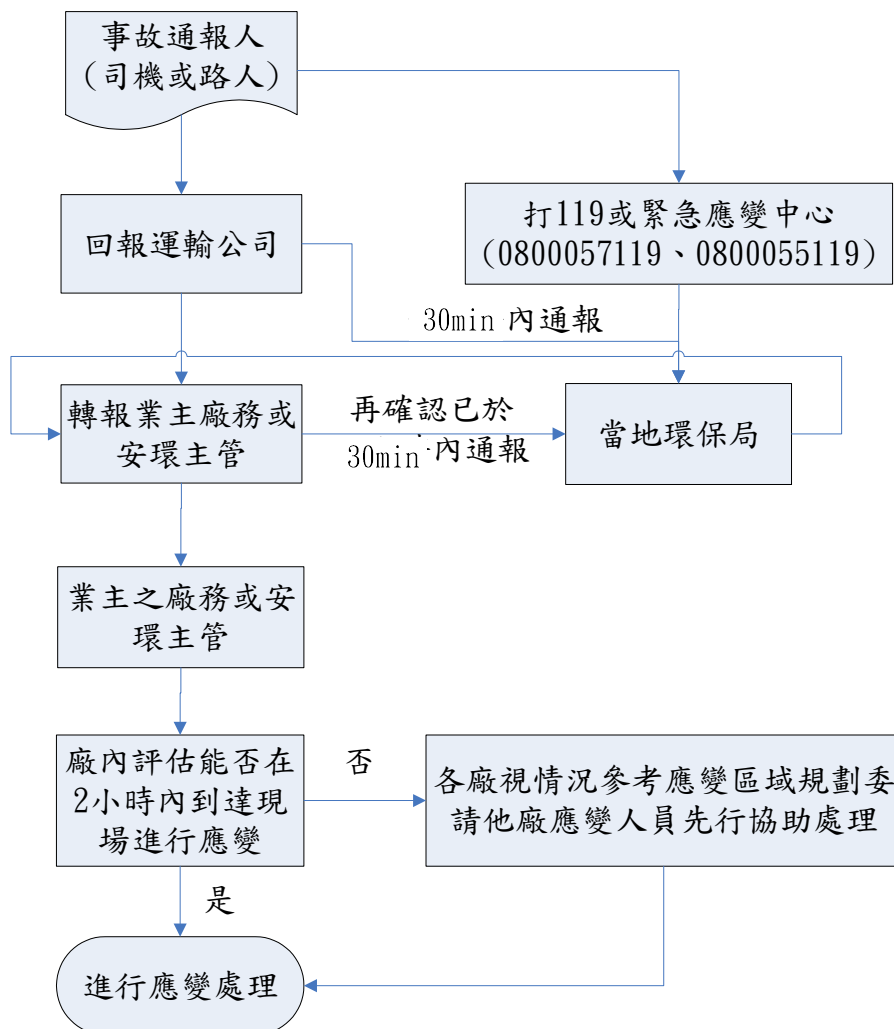 事故通報人
（司機或路人）
回報運輸公司
打119或緊急應變中心
（0800057119、0800055119）
30min 內通報
轉報業主廠務或
安環主管
再確認已於
30min 內通報
當地環保局
業主之廠務或安
環主管
廠內評估能否在
2小時內到達現
場進行應變
否
各廠視情況參考應變區域規劃委
請他廠應變人員先行協助處理
是
進行應變處理